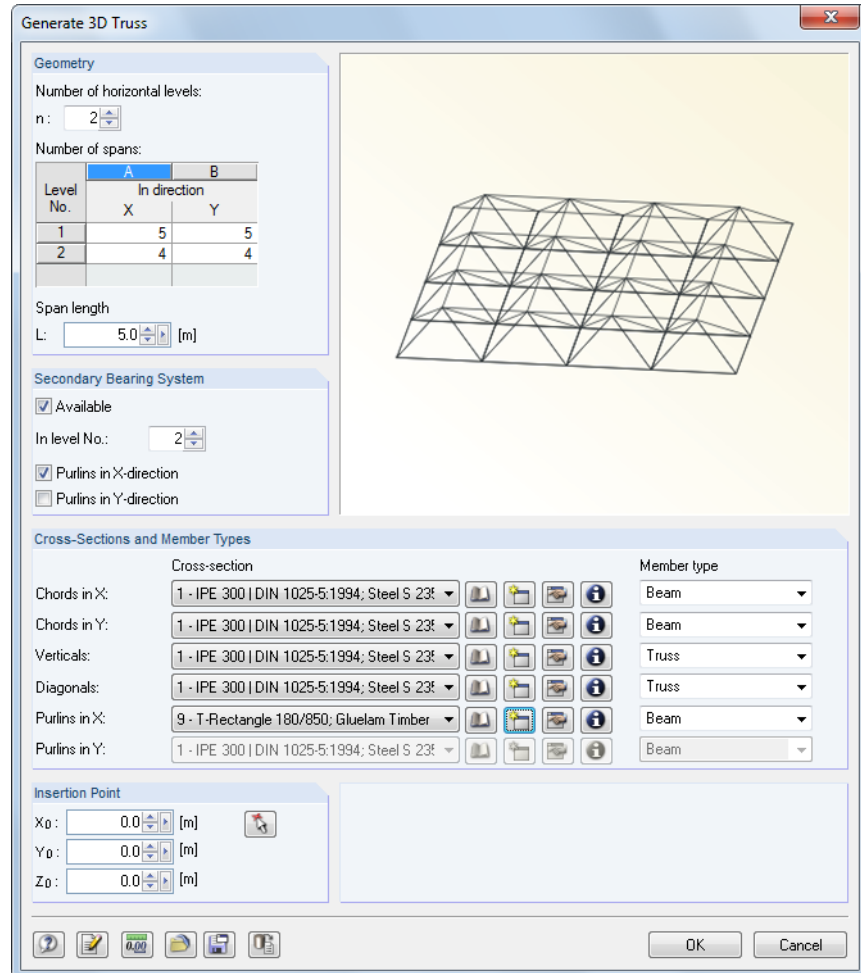 Generate 3D Truss
Geometry
Number of horizontal levels:
n: 2
Number of spans:
A B
Level No. In direction
X Y
1 5 5
2 4 4
Span length
L: 5.0 [m]
Secondary Bearing System
Available
In level No.: 2
Purlins in X-direction
Purlins in Y-direction
Cross-Sections and Member Types
Cross-section Member type
Chords in X: 1 - IPE 300 | DIN 1025-5:1994; Steel S 23 Beam
Chords in Y: 1 - IPE 300 | DIN 1025-5:1994; Steel S 23 Beam
Verticals: 1 - IPE 300 | DIN 1025-5:1994; Steel S 23 Truss
Diagonals: 1 - IPE 300 | DIN 1025-5:1994; Steel S 23 Truss
Purlins in X: 9 - T-Rectangle 180/850; Gluelam Timber Beam
Purlins in Y: 1 - IPE 300 | DIN 1025-5:1994; Steel S 23 Beam
Insertion Point
X0: 0.0 [m]
Y0: 0.0 [m]
Z0: 0.0 [m]
0.00
OK Cancel